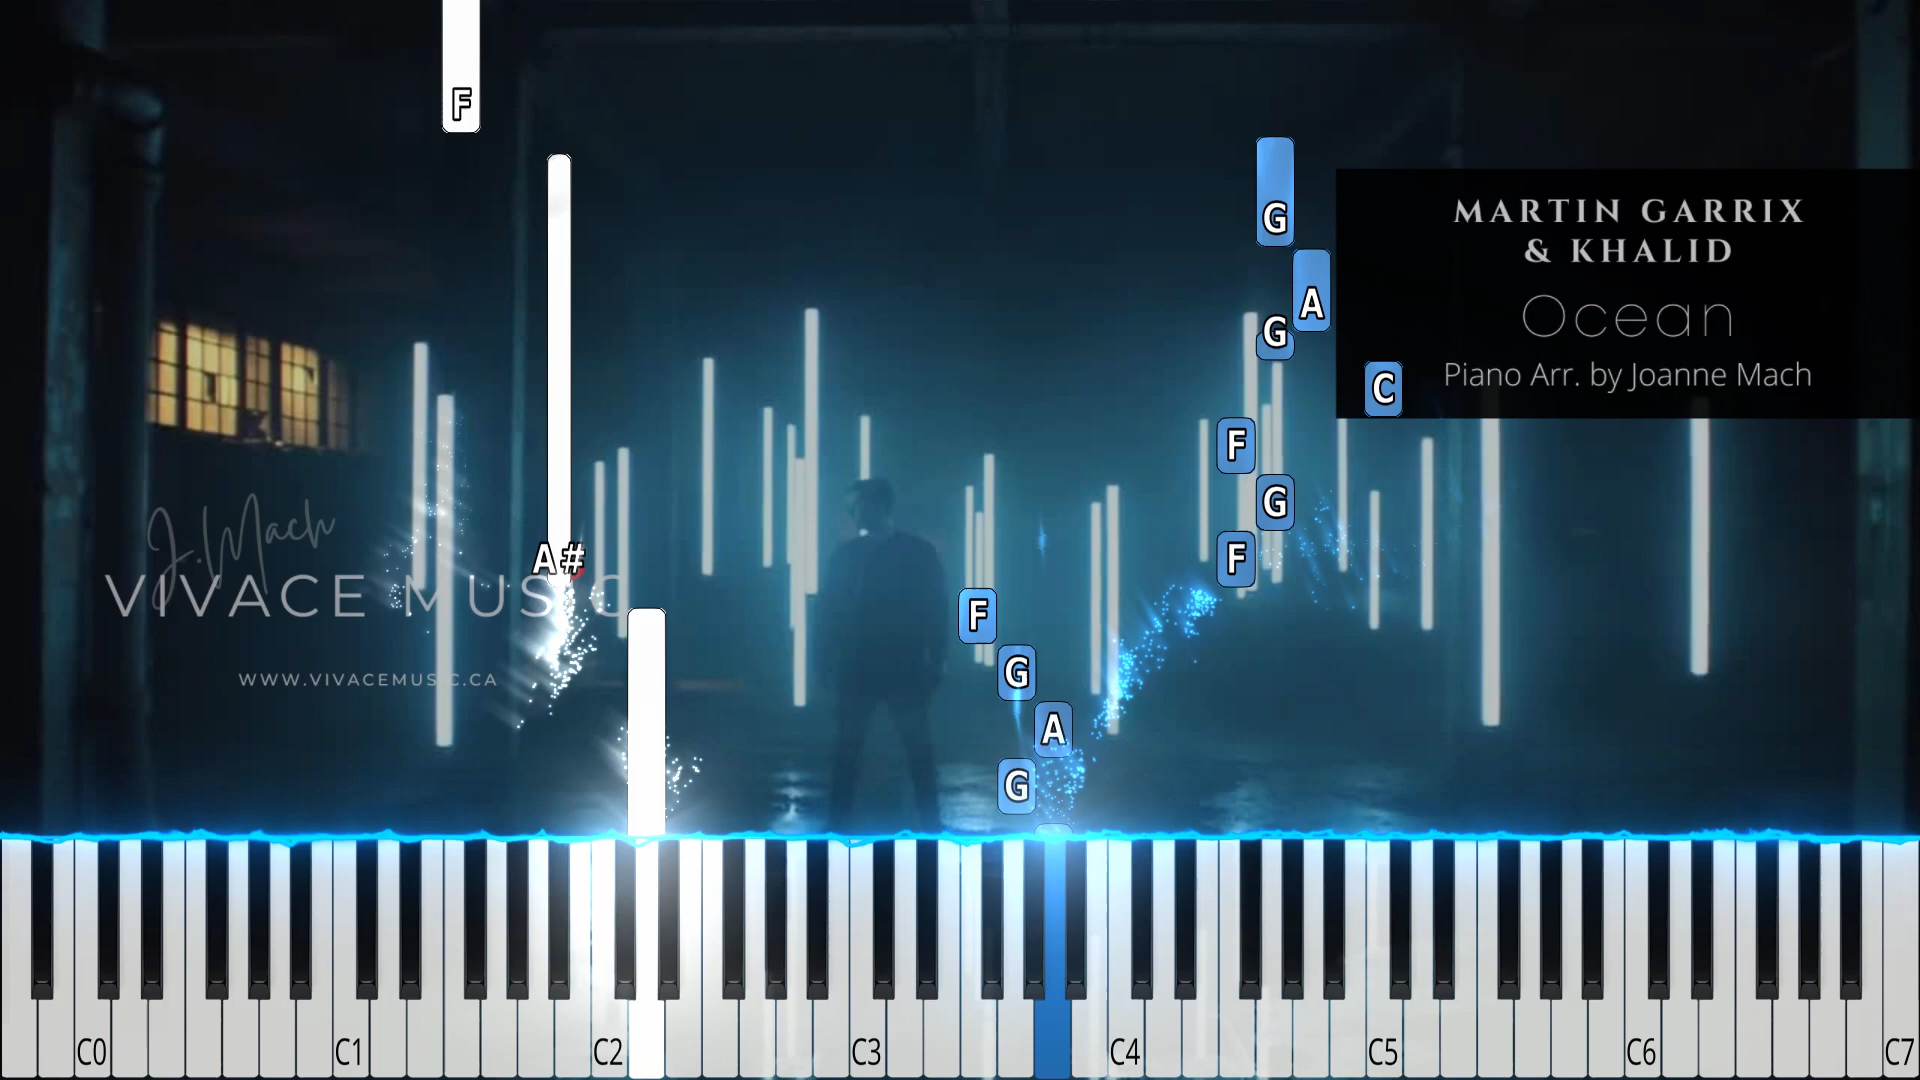 F
G
MARTIN GARRIX
& KHALID
A
G
Ocean
C
Piano Arr. by Joanne Mach
F
G
J.Mach
A#
F
VIVACE MUSIC
F
G
WWW.VIVACEMUSIC.CA
A
G
C0 C1 C2 C3 C4 C5 C6 C7